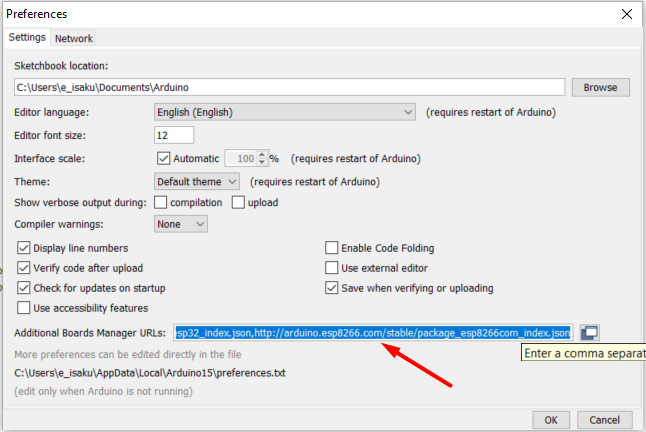 Preferences
Settings Network
Sketchbook location:
C:\Users\e_isaku\Documents\Arduino Browse
Editor language: English (English) (requires restart of Arduino)
Editor font size: 12
Interface scale: Automatic 100 % (requires restart of Arduino)
Theme: Default theme (requires restart of Arduino)
Show verbose output during: compilation upload
Compiler warnings: None
Display line numbers Enable Code Folding
Verify code after upload Use external editor
Check for updates on startup Save when verifying or uploading
Use accessibility features
Additional Boards Manager URLs: esp32_index.json,http://arduino.esp8266.com/stable/package_esp8266com_index.json
More preferences can be edited directly in the file Enter a comma separat
C:\Users\e_isaku\AppData\Local\Arduino15\preferences.txt
(edit only when Arduino is not running)
OK Cancel